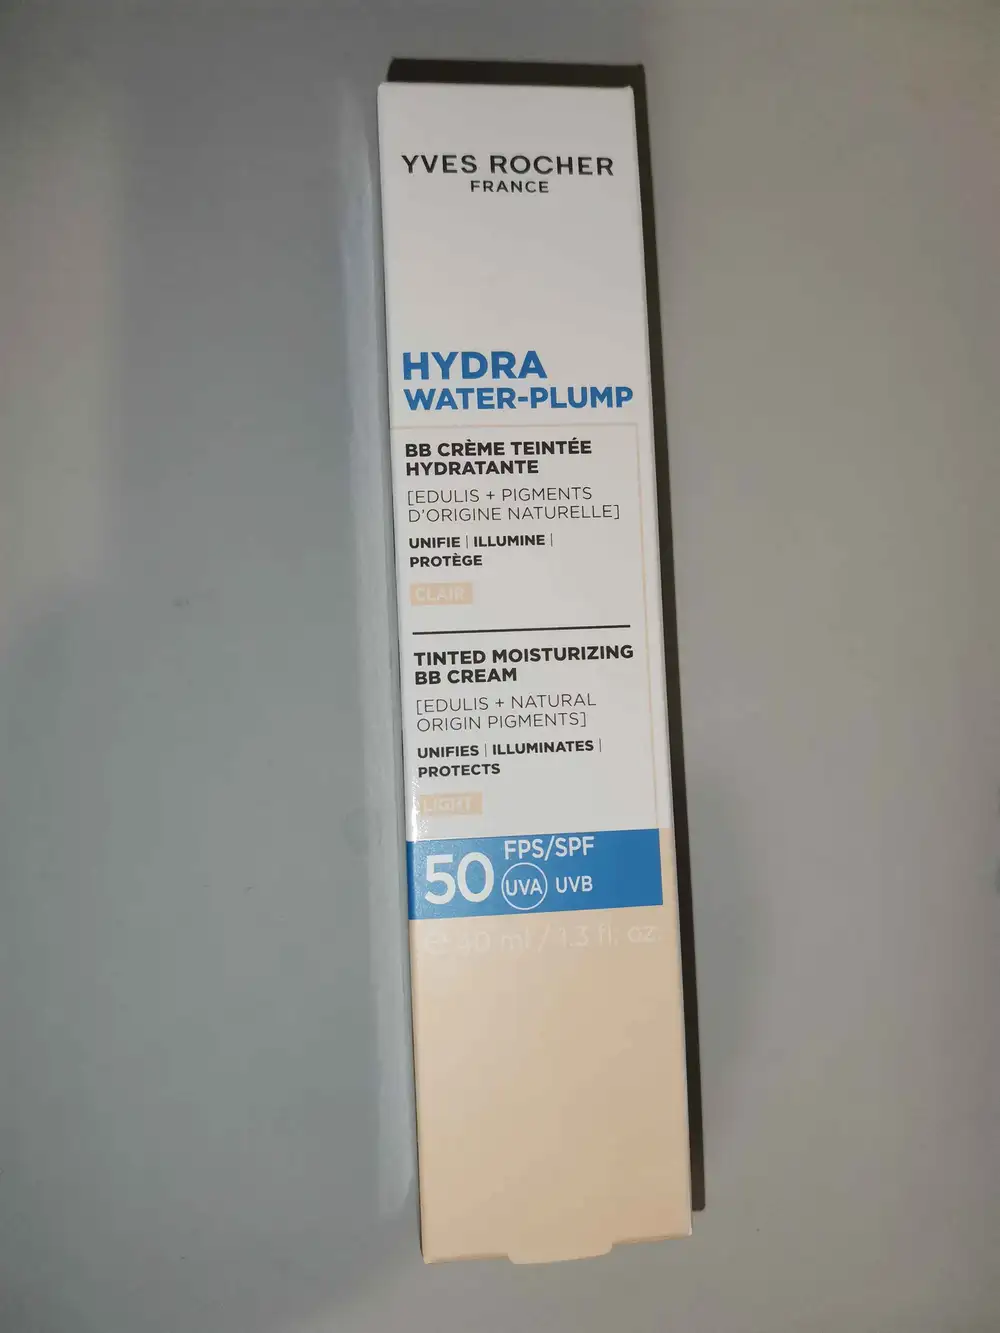 YVES ROCHER
FRANCE
HYDRA
WATER-PLUMP
BB CRÈME TEINTÉE
HYDRATANTE
[EDULIS + PIGMENTS
D'ORIGINE NATURELLE]
UNIFIE | ILLUMINE |
PROTÈGE
CLAIR
TINTED MOISTURIZING
BB CREAM
[EDULIS + NATURAL
ORIGIN PIGMENTS]
UNIFIES | ILLUMINATES |
PROTECTS
LIGHT
50 FPS/SPF
UVA UVB
℮ 40 ml / 1.3 fl. oz.